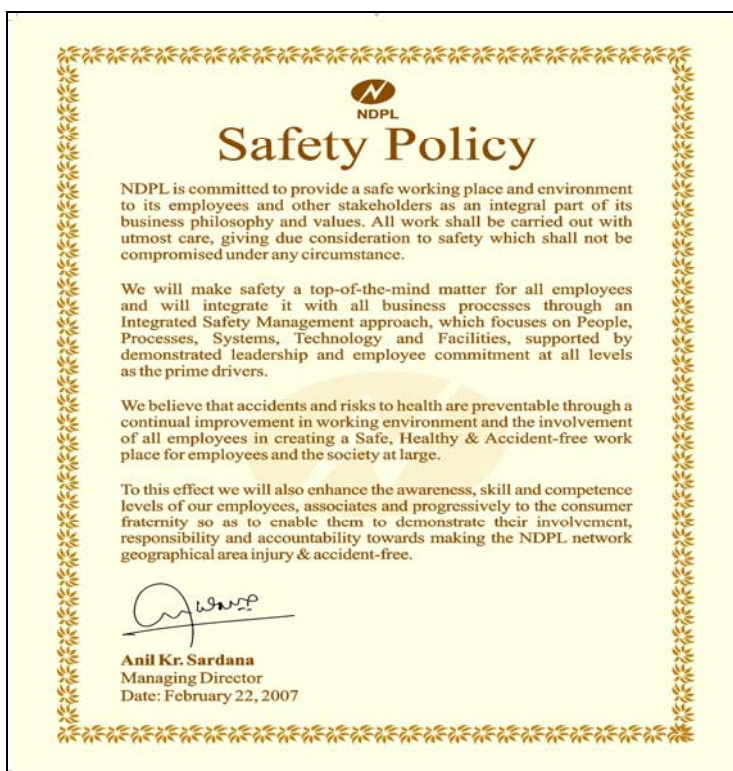 NDPL
Safety Policy
NDPL is committed to provide a safe working place and environment
to its employees and other stakeholders as an integral part of its
business philosophy and values. All work shall be carried out with
utmost care, giving due consideration to safety which shall not be
compromised under any circumstance.
We will make safety a top-of-the-mind matter for all employees
and will integrate it with all business processes through an
Integrated Safety Management approach, which focuses on People,
Processes, Systems, Technology and Facilities, supported by
demonstrated leadership and employee commitment at all levels
as the prime drivers.
We believe that accidents and risks to health are preventable through a
continual improvement in working environment and the involvement
of all employees in creating a Safe, Healthy & Accident-free work
place for employees and the society at large.
To this effect we will also enhance the awareness, skill and competence
levels of our employees, associates and progressively to the consumer
fraternity so as to enable them to demonstrate their involvement,
responsibility and accountability towards making the NDPL network
geographical area injury & accident-free.
Anil Kr. Sardana
Managing Director
Date: February 22, 2007